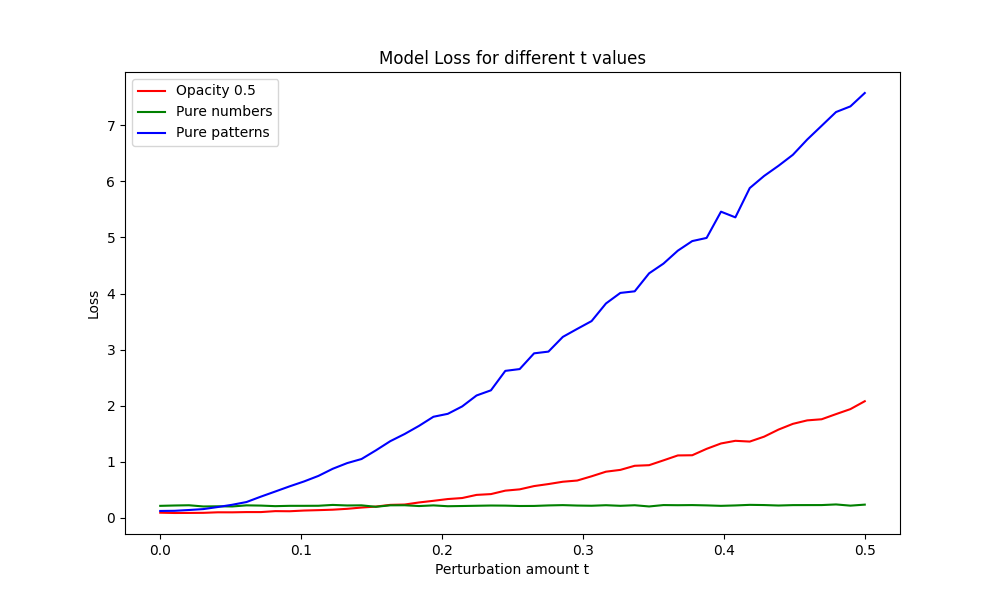 Model Loss for different t values
Opacity 0.5
Pure numbers
Pure patterns
Loss
7
6
5
4
3
2
1
0
0.0 0.1 0.2 0.3 0.4 0.5
Perturbation amount t